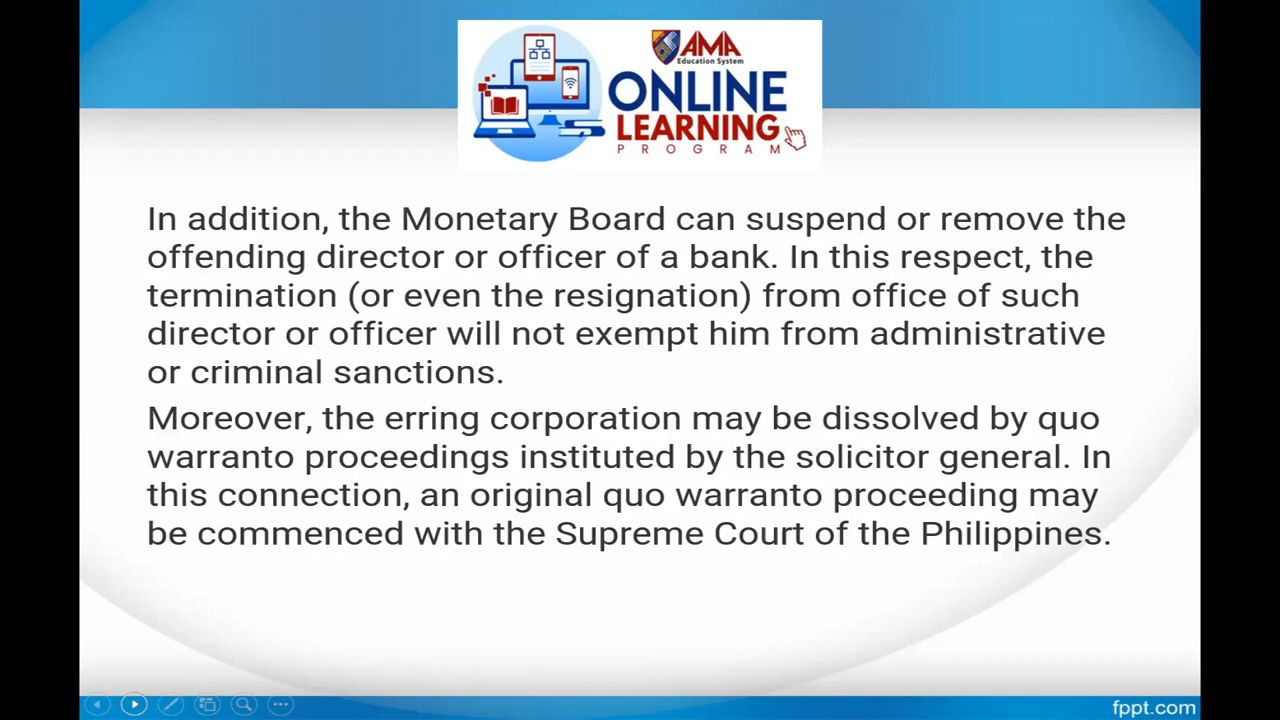 AMA
Education System
ONLINE
LEARNING
PROGRAM
In addition, the Monetary Board can suspend or remove the
offending director or officer of a bank. In this respect, the
termination (or even the resignation) from office of such
director or officer will not exempt him from administrative
or criminal sanctions.
Moreover, the erring corporation may be dissolved by quo
warranto proceedings instituted by the solicitor general. In
this connection, an original quo warranto proceeding may
be commenced with the Supreme Court of the Philippines.
fppt.com